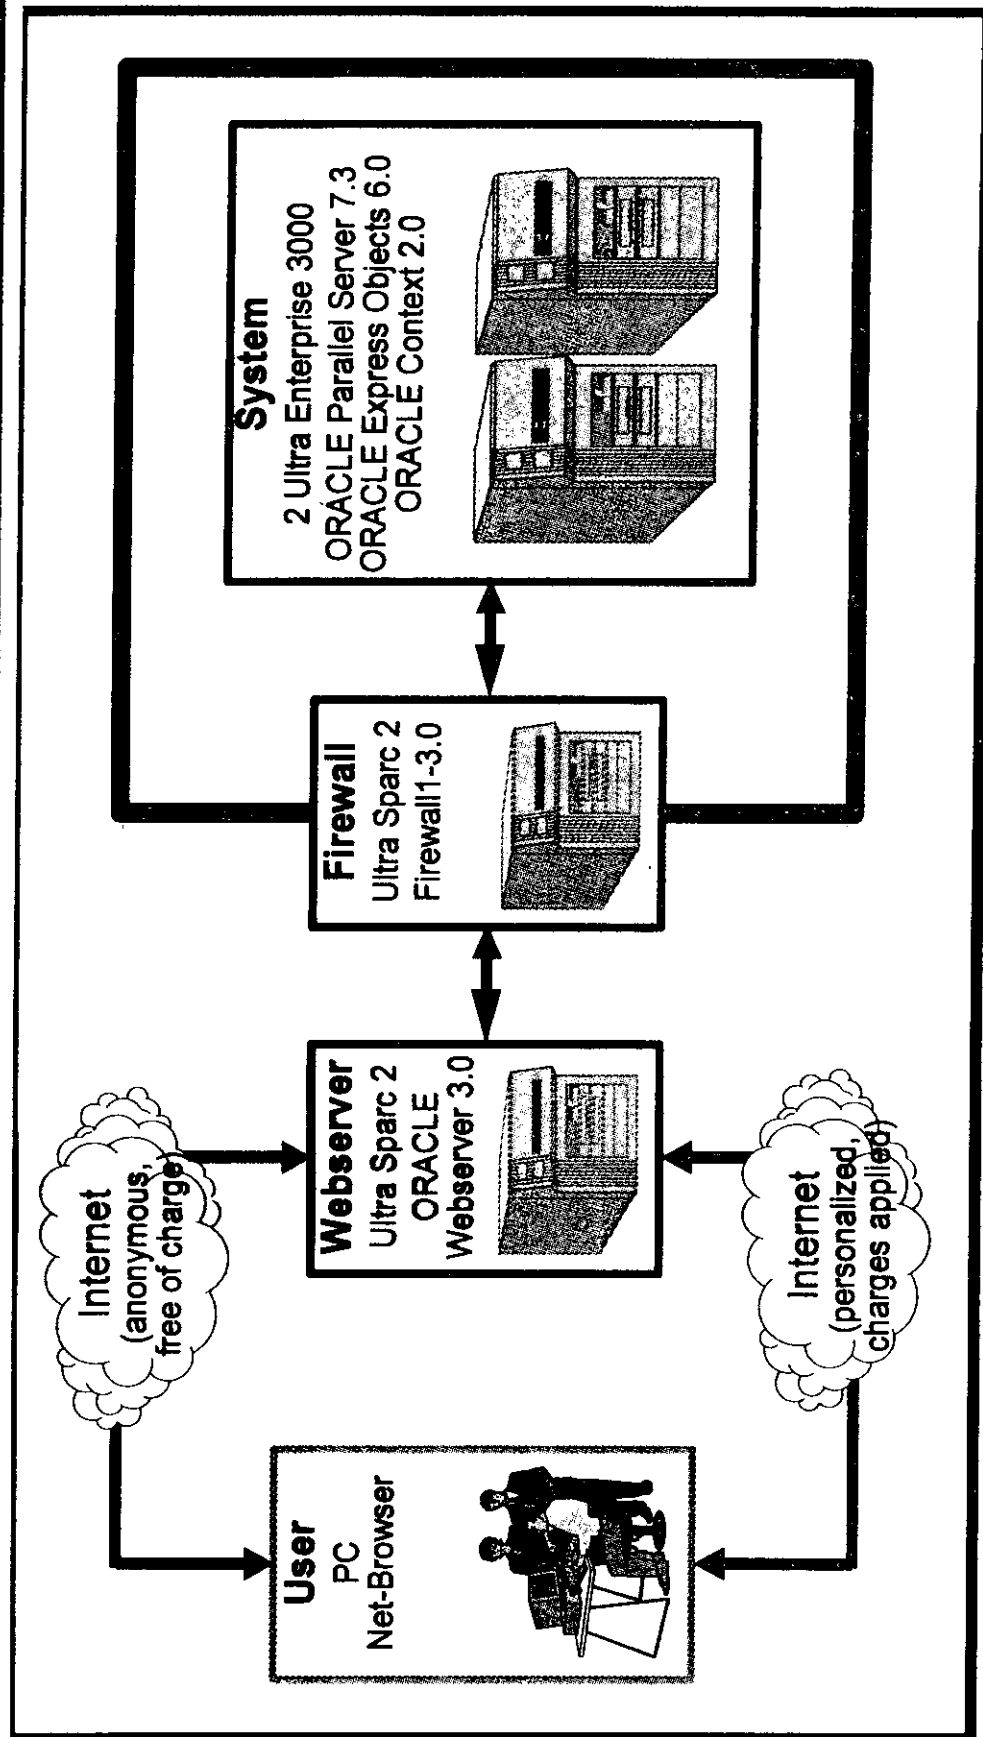 User
PC
Net-Browser
Internet
(anonymous,
free of charge)
Internet
(personalized,
charges applied)
Webserver
Ultra Sparc 2
ORACLE
Webserver 3.0
Firewall
Ultra Sparc 2
Firewall1-3.0
System
2 Ultra Enterprise 3000
ORACLE Parallel Server 7.3
ORACLE Express Objects 6.0
ORACLE Context 2.0